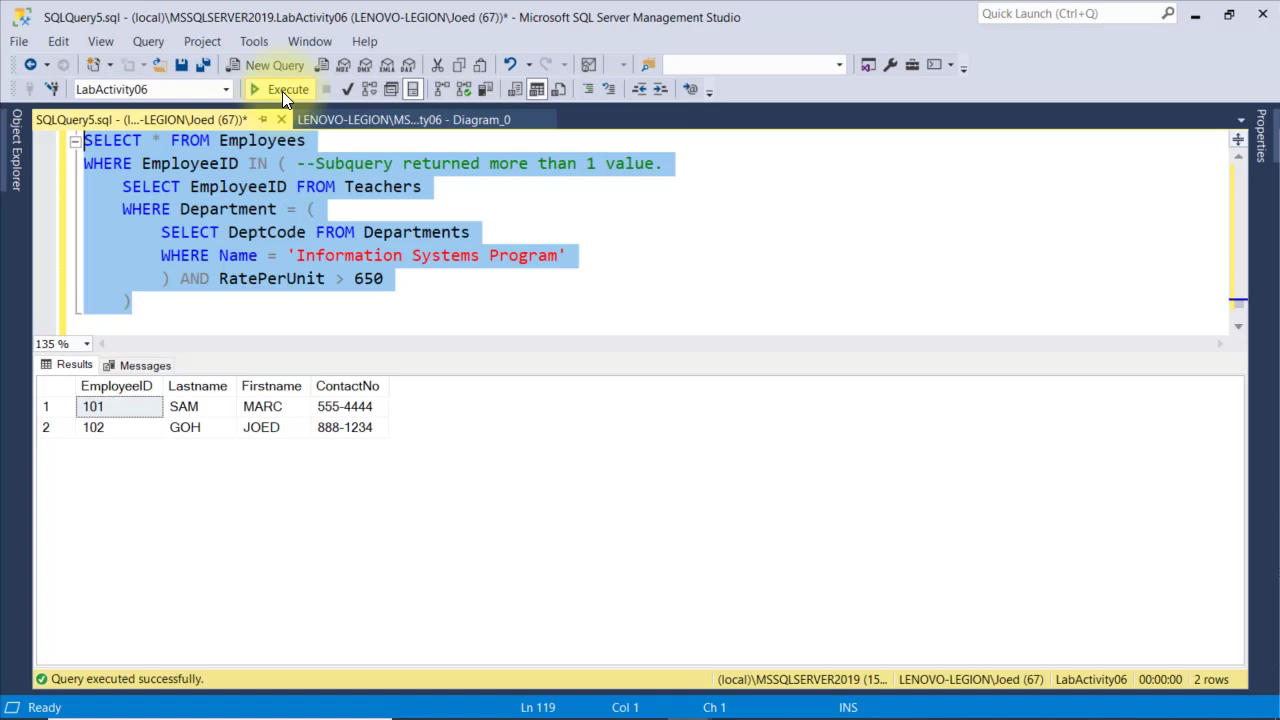 SQLQuery5.sql - (local)\MSSQLSERVER2019.LabActivity06 (LENOVO-LEGION\Joed (67))* - Microsoft SQL Server Management Studio
Quick Launch (Ctrl+Q)
File Edit View Query Project Tools Window Help
New Query
MDX DMX XMLA DAX
LabActivity06
Execute
SQLQuery5.sql - (l...-LEGION\Joed (67))*
LENOVO-LEGION\MS...ty06 - Diagram_0
Object Explorer
Properties
SELECT * FROM Employees
WHERE EmployeeID IN ( --Subquery returned more than 1 value.
SELECT EmployeeID FROM Teachers
WHERE Department = (
SELECT DeptCode FROM Departments
WHERE Name = 'Information Systems Program'
) AND RatePerUnit > 650
)
135 %
Results Messages
EmployeeID Lastname Firstname ContactNo
1 101 SAM MARC 555-4444
2 102 GOH JOED 888-1234
Query executed successfully.
(local)\MSSQLSERVER2019 (15... LENOVO-LEGION\Joed (67) LabActivity06 00:00:00 2 rows
Ready Ln 119 Col 1 Ch 1 INS